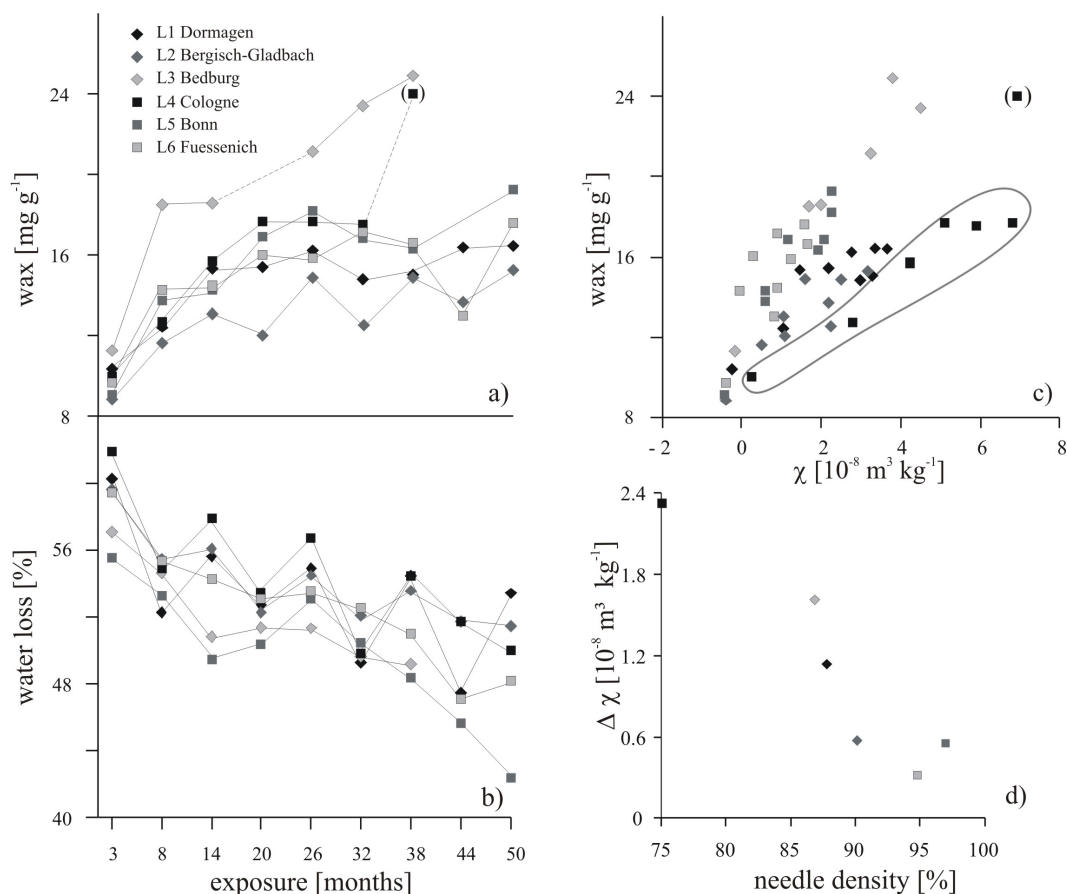 L1 Dormagen
L2 Bergisch-Gladbach
L3 Bedburg
L4 Cologne
L5 Bonn
L6 Fuessenich
24
16
8
wax [mg g⁻¹]
( )
a)
56
48
40
water loss [%]
b)
3 8 14 20 26 32 38 44 50
exposure [months]
24
16
8
wax [mg g⁻¹]
( )
c)
- 2 0 2 4 6 8
χ [10⁻⁸ m³ kg⁻¹]
2.4
1.8
1.2
0.6
0
Δ χ [10⁻⁸ m³ kg⁻¹]
d)
75 80 85 90 95 100
needle density [%]